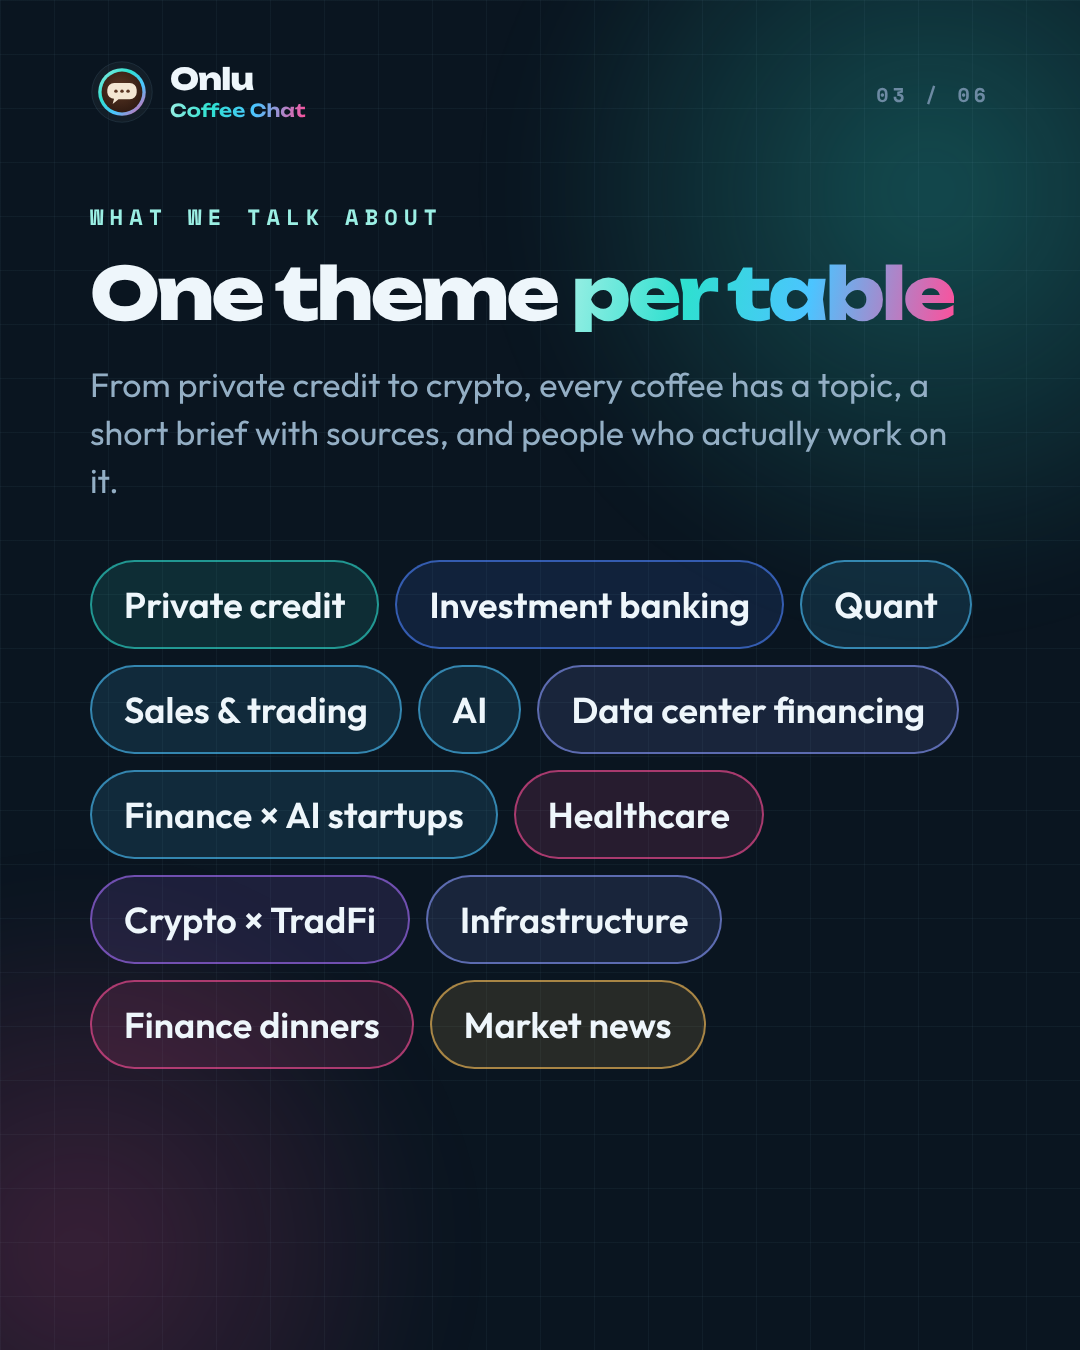 Onlu
Coffee Chat
03 / 06
WHAT WE TALK ABOUT
One theme per table
From private credit to crypto, every coffee has a topic, a
short brief with sources, and people who actually work on
it.
Private credit
Investment banking
Quant
Sales & trading
AI
Data center financing
Finance × AI startups
Healthcare
Crypto × TradFi
Infrastructure
Finance dinners
Market news